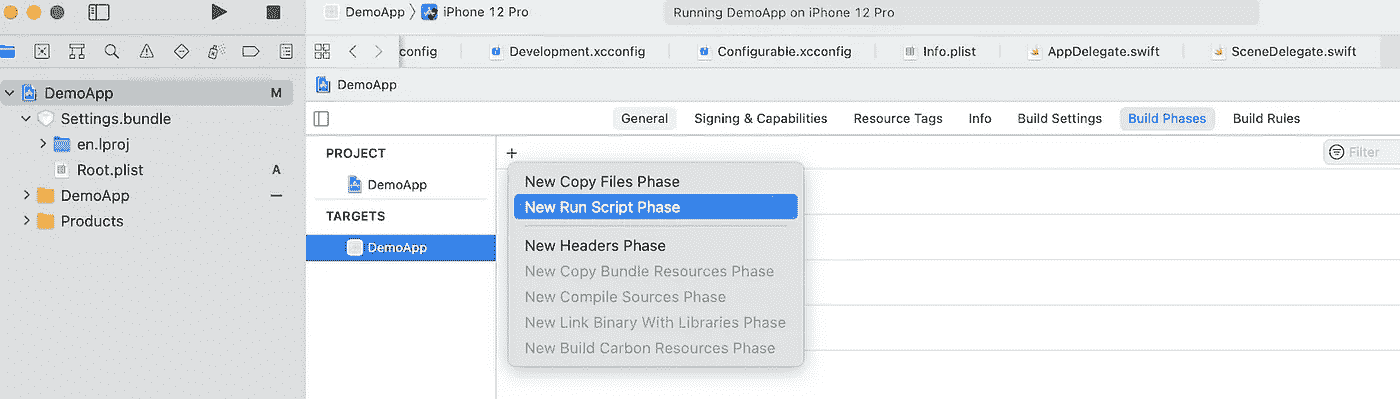 DemoApp
iPhone 12 Pro
Running DemoApp on iPhone 12 Pro
config
Development.xcconfig
Configurable.xcconfig
Info.plist
AppDelegate.swift
SceneDelegate.swift
DemoApp
M
Settings.bundle
en.lproj
Root.plist
A
DemoApp
Products
DemoApp
General
Signing & Capabilities
Resource Tags
Info
Build Settings
Build Phases
Build Rules
PROJECT
DemoApp
TARGETS
DemoApp
+
Filter
New Copy Files Phase
New Run Script Phase
New Headers Phase
New Copy Bundle Resources Phase
New Compile Sources Phase
New Link Binary With Libraries Phase
New Build Carbon Resources Phase